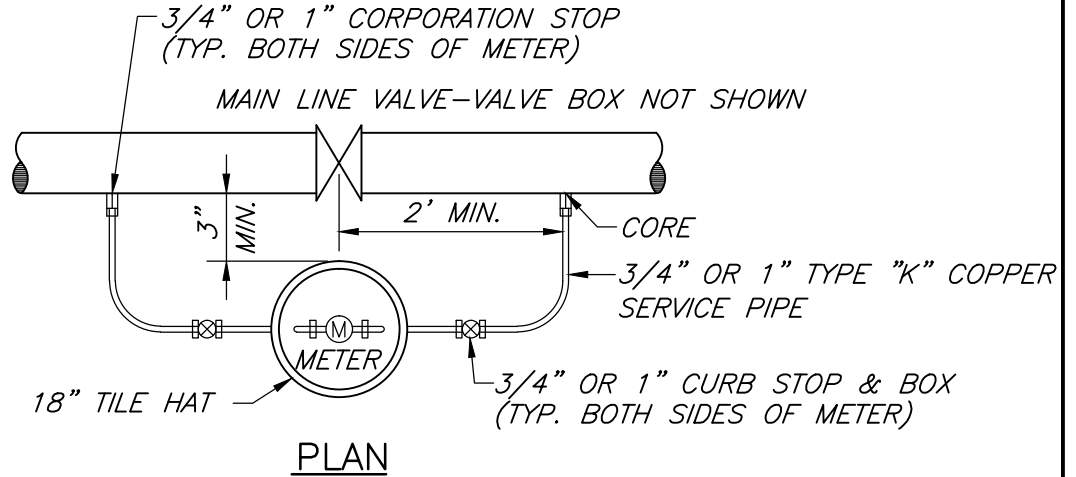 3/4" OR 1" CORPORATION STOP
(TYP. BOTH SIDES OF METER)
MAIN LINE VALVE-VALVE BOX NOT SHOWN
3" MIN.
2' MIN.
CORE
3/4" OR 1" TYPE "K" COPPER
SERVICE PIPE
M
METER
18" TILE HAT
3/4" OR 1" CURB STOP & BOX
(TYP. BOTH SIDES OF METER)
PLAN